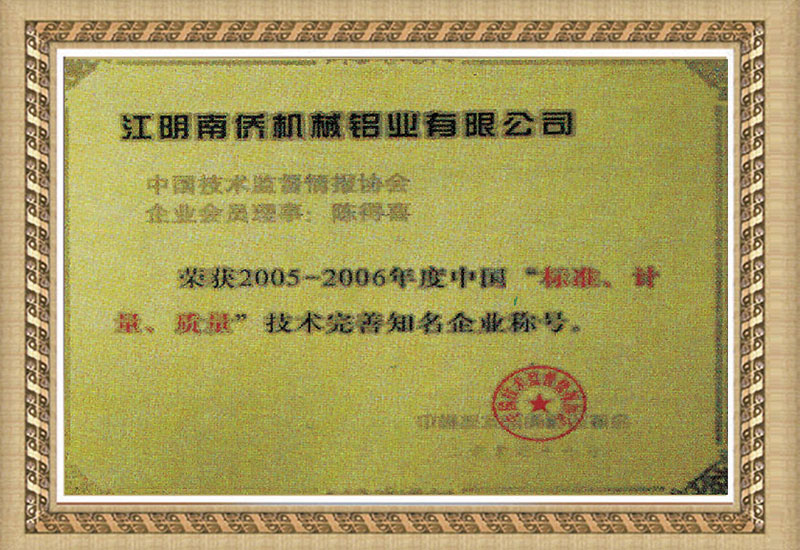 江阴南侨机械铝业有限公司
中国技术监督情报协会
企业会员理事：陈得喜
荣获2005-2006年度中国“标准、计
量、质量”技术完善知名企业称号。